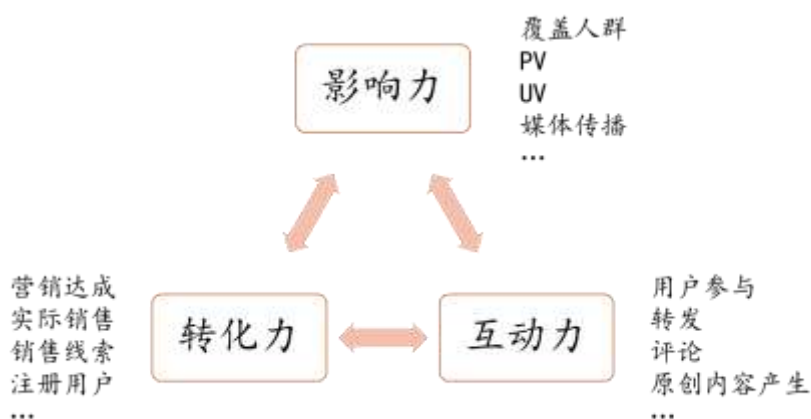 影响力
覆盖人群
PV
UV
媒体传播
...
营销达成
实际销售
销售线索
注册用户
...
转化力
互动力
用户参与
转发
评论
原创内容产生
...